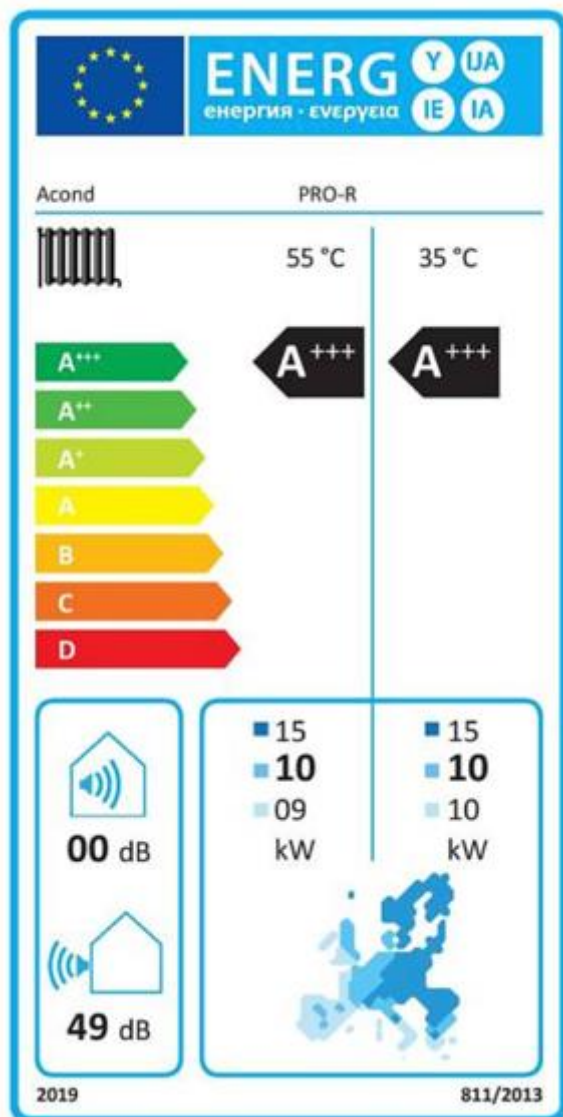 ENERG Y IJA
енергия · ενεργεια IE IA
Acond PRO-R
55 °C 35 °C
A+++ A+++
A+++
A++
A+
A
B
C
D
15 15
10 10
09 10
kW kW
00 dB
49 dB
2019 811/2013